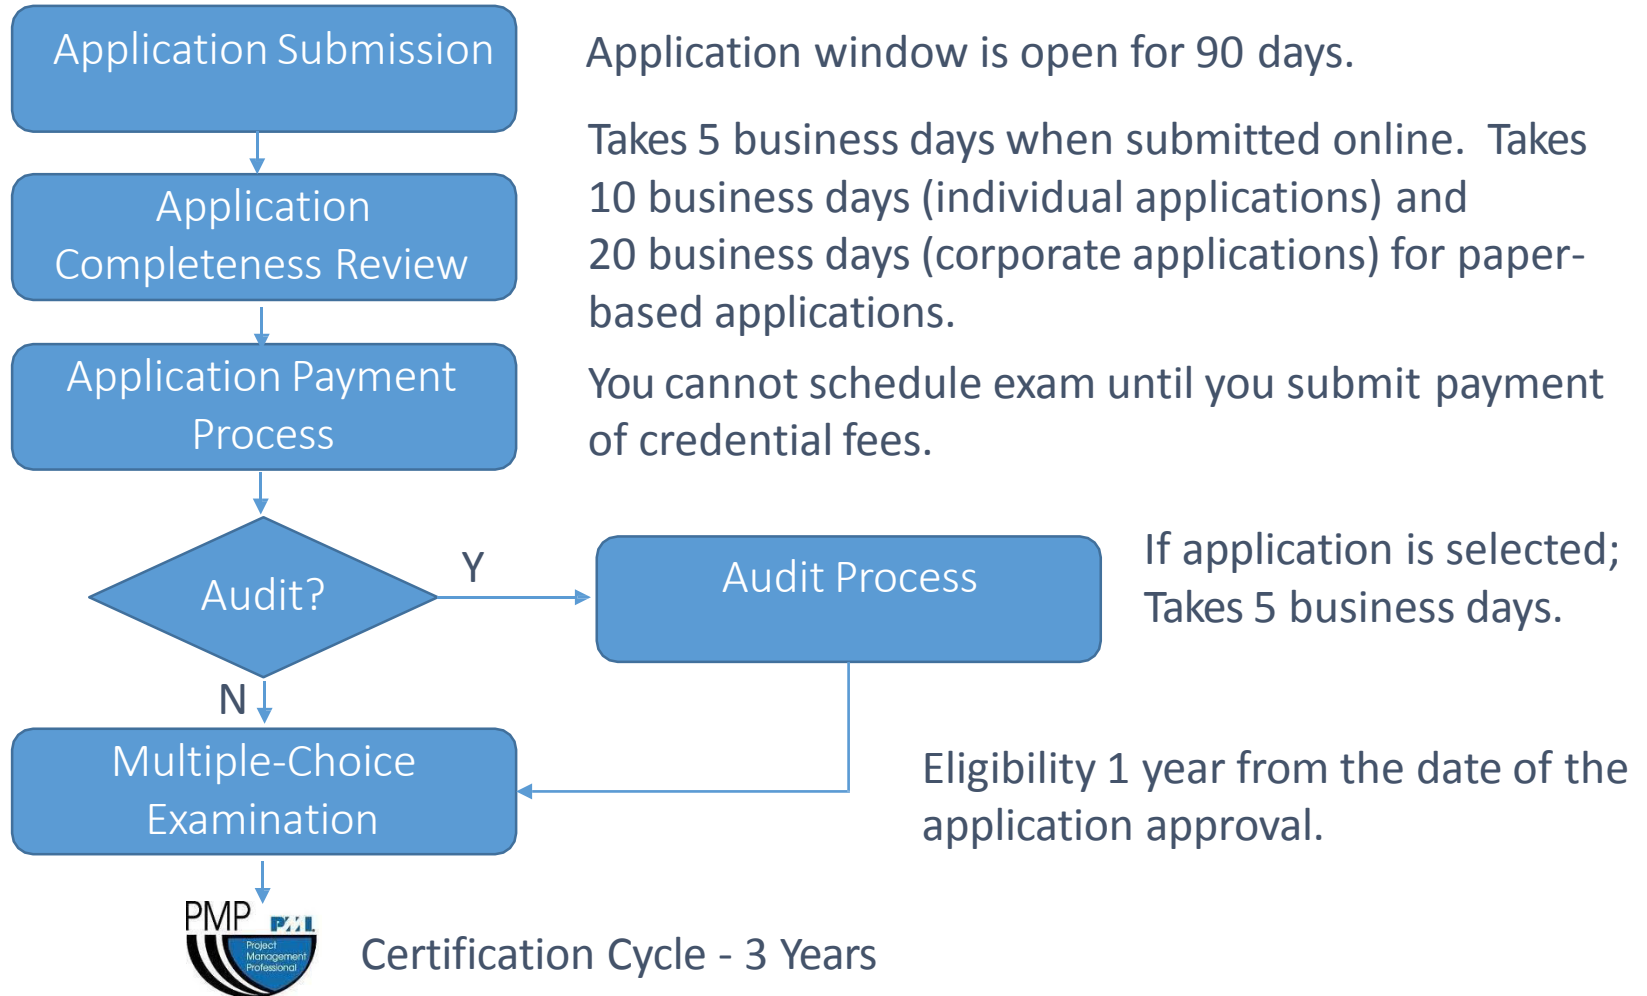 Application Submission
Application window is open for 90 days.
Takes 5 business days when submitted online.  Takes
10 business days (individual applications) and
20 business days (corporate applications) for paper-
based applications.
Application
Completeness Review
Application Payment
Process
You cannot schedule exam until you submit payment
of credential fees.
Audit?
Y
Audit Process
If application is selected;
Takes 5 business days.
N
Multiple-Choice
Examination
Eligibility 1 year from the date of the
application approval.
PMP
PMI
Project
Management
Professional
Certification Cycle - 3 Years